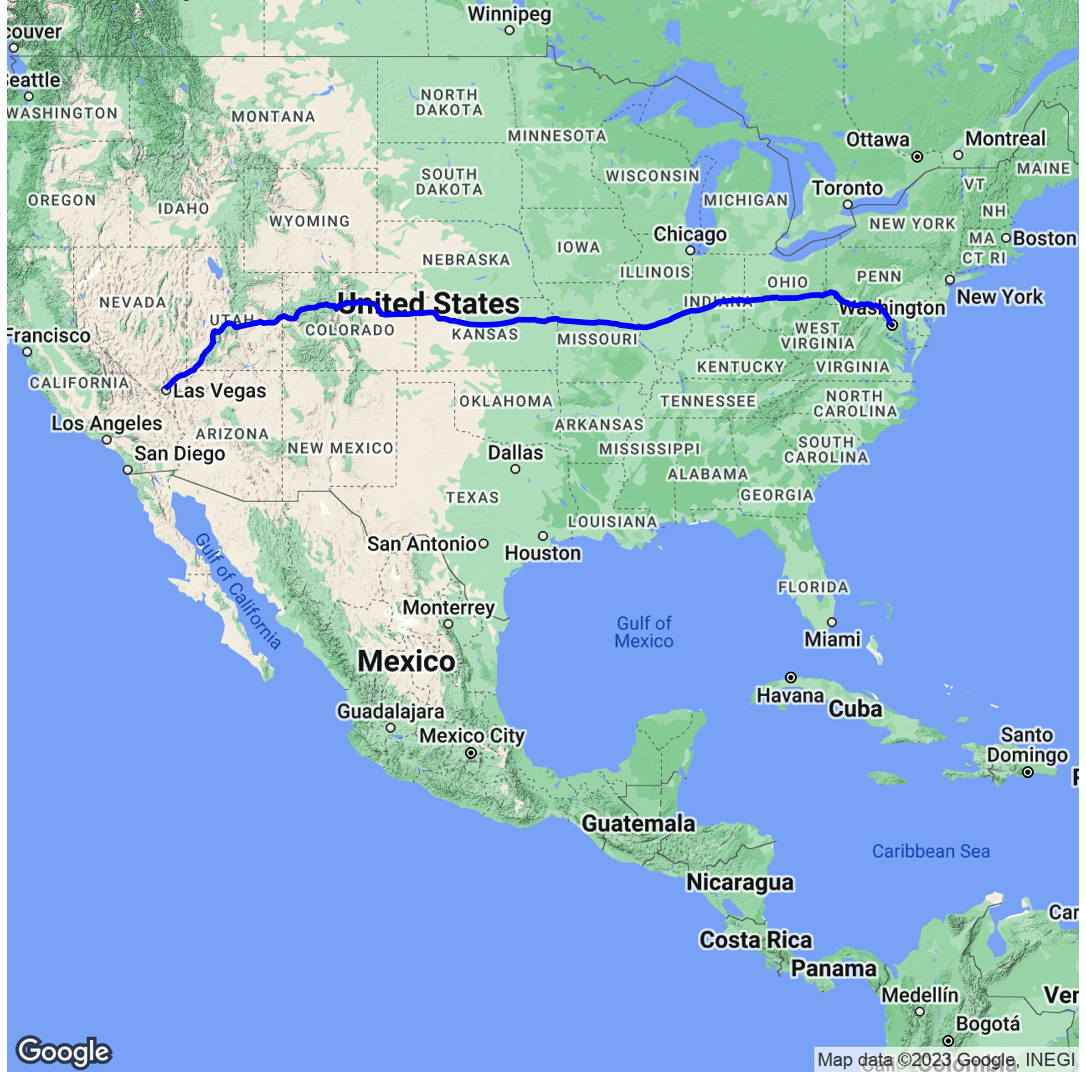 Winnipeg
couver
Seattle
WASHINGTON
MONTANA
NORTH
DAKOTA
MINNESOTA
Ottawa
Montreal
MAINE
SOUTH
DAKOTA
WISCONSIN
MICHIGAN
Toronto
VT
OREGON
IDAHO
WYOMING
NEW YORK
NH
MA
Boston
Chicago
IOWA
NEBRASKA
ILLINOIS
OHIO
PENN
CT RI
New York
NEVADA
UTAH
United States
INDIANA
Washington
COLORADO
KANSAS
MISSOURI
WEST
VIRGINIA
Francisco
CALIFORNIA
Las Vegas
KENTUCKY
VIRGINIA
OKLAHOMA
TENNESSEE
NORTH
CAROLINA
Los Angeles
ARIZONA
NEW MEXICO
ARKANSAS
MISSISSIPPI
SOUTH
CAROLINA
San Diego
Dallas
ALABAMA
GEORGIA
TEXAS
LOUISIANA
San Antonio
Houston
Gulf of California
FLORIDA
Monterrey
Gulf of
Mexico
Miami
Mexico
Havana
Cuba
Guadalajara
Mexico City
Santo
Domingo
Guatemala
Caribbean Sea
Nicaragua
Car
Costa Rica
Panama
Medellín
Ven
Bogotá
Google
Map data ©2023 Google, INEGI